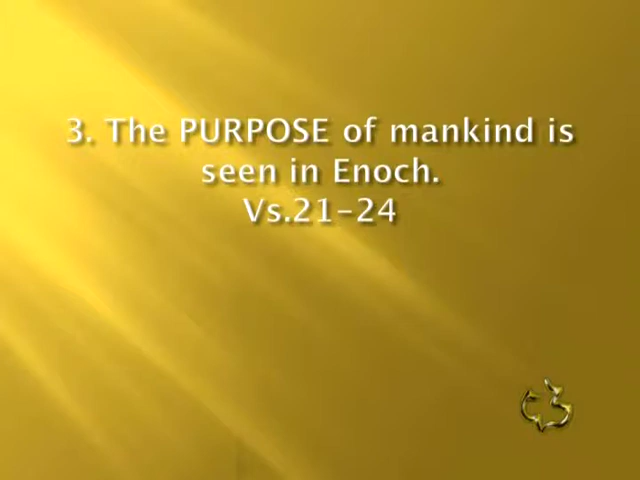 3. The PURPOSE of mankind is
seen in Enoch.
Vs.21-24